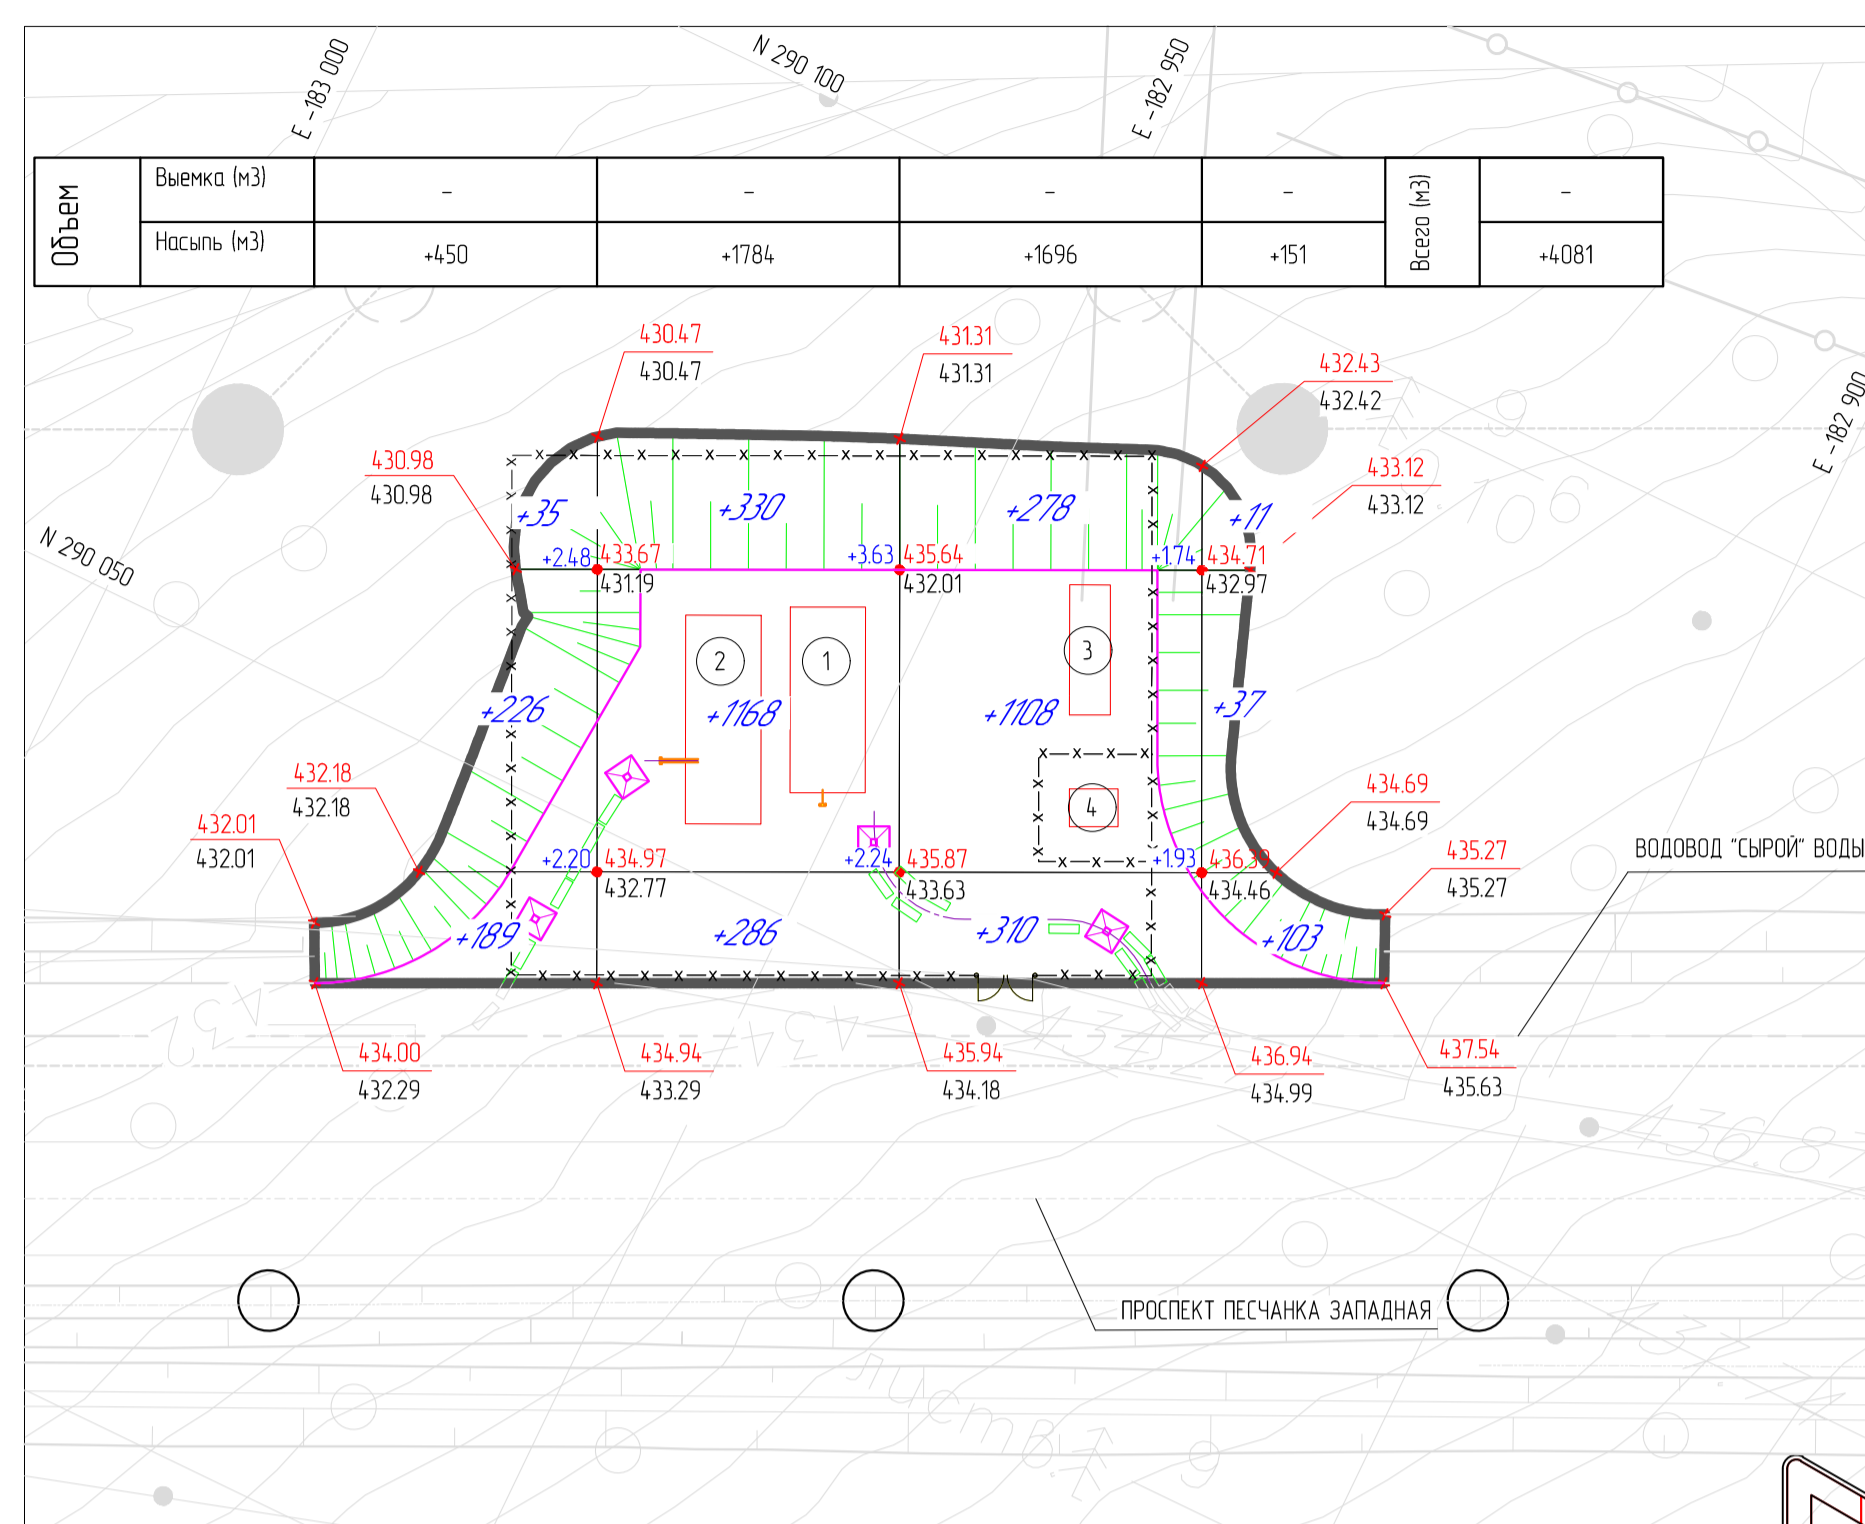 E -183 000
N 290 100
E -182 950
Объем
Выемка (м3) - - - - Всего (м3) -
Насыпь (м3) +450 +1784 +1696 +151 +4081
430.47
430.47
431.31
431.31
432.43
432.42
E -182 900
430.98
430.98
433.12
433.12
+35 +330 +278 +11
N 290 050
+2.48 433.67
431.19
+3.63 435.64
432.01
+1.74 434.71
432.97
2 1 3
+226 +1168 +1108 +37
432.18
432.18
4
434.69
434.69
432.01
432.01
+2.20 434.97
432.77
+2.24 435.87
433.63
+1.93
434.46
435.27
435.27
ВОДОВОД "СЫРОЙ" ВОДЫ
+189 +286 +310 +103
434.00
432.29
434.94
433.29
435.94
434.18
436.94
434.99
437.54
435.63
ПРОСПЕКТ ПЕСЧАНКА ЗАПАДНАЯ